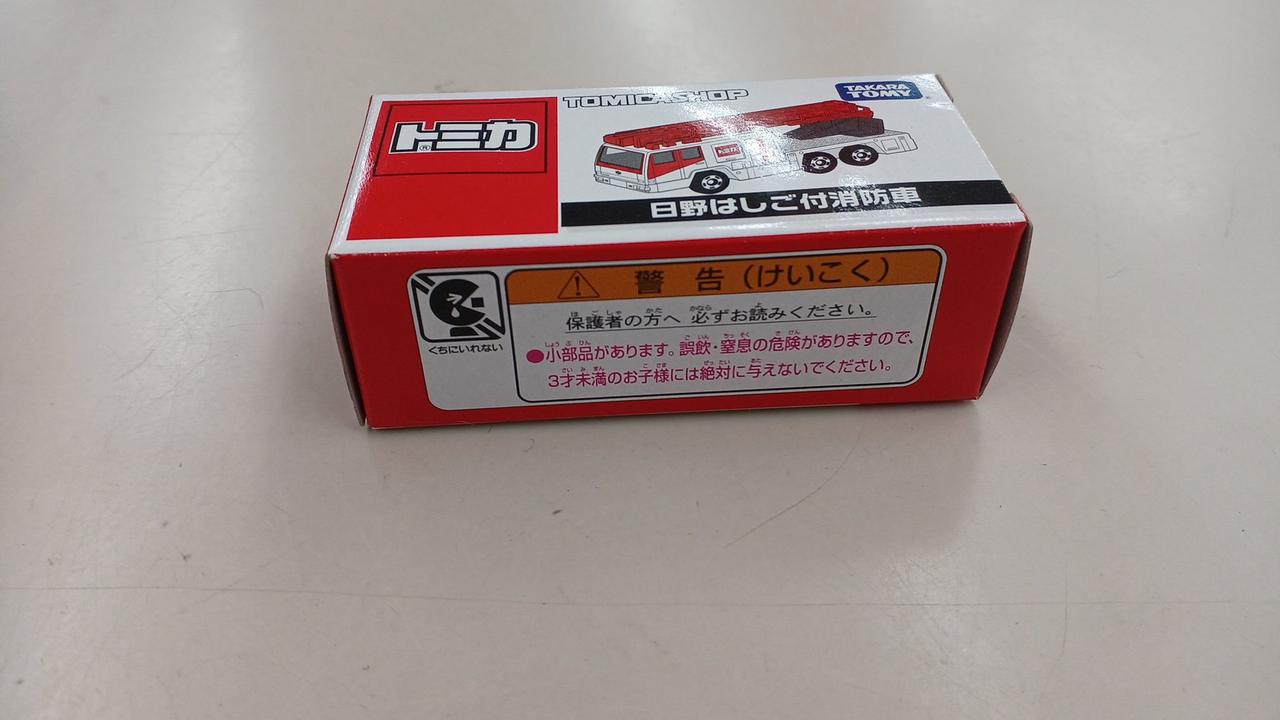 トミカ®
TOMICA SHOP
TAKARA TOMY
トミカ
日野はしご付消防車
くちにいれない
警告(けいこく)
保護者の方へ 必ずお読みください。
●小部品があります。誤飲・窒息の危険がありますので、
3才未満のお子様には絶対に与えないでください。